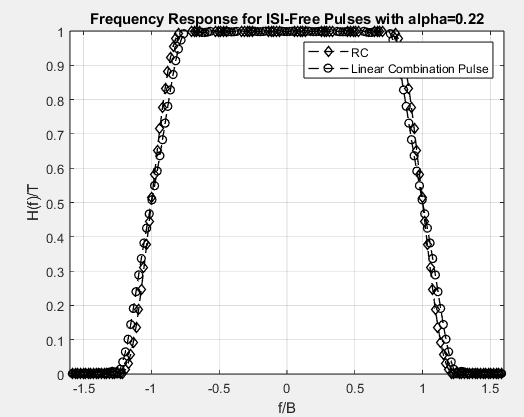 Frequency Response for ISI-Free Pulses with alpha=0.22
RC
Linear Combination Pulse
H(f)/T
1
0.9
0.8
0.7
0.6
0.5
0.4
0.3
0.2
0.1
0
-1.5 -1 -0.5 0 0.5 1 1.5
f/B